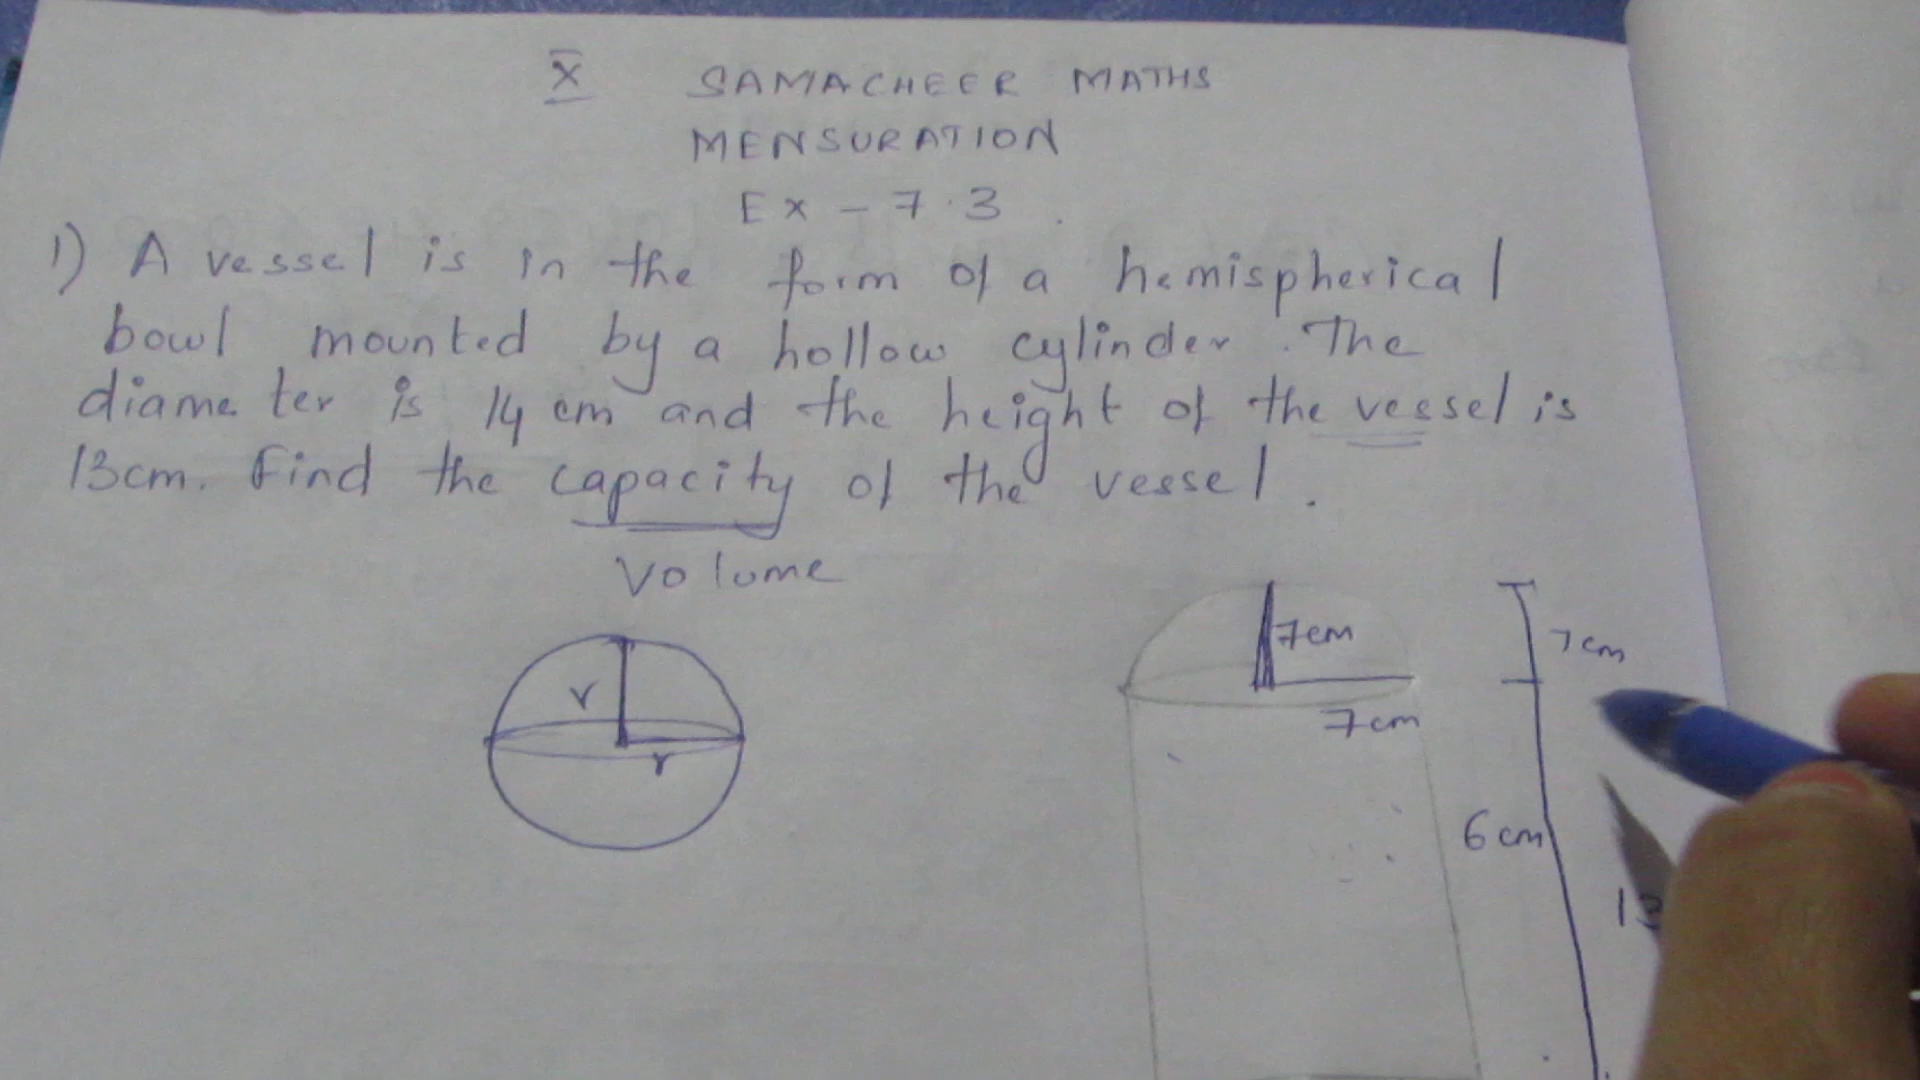 X SAMACHEER MATHS
MENSURATION
Ex - 7.3
1) A vessel is in the form of a hemispherical
bowl mounted by a hollow cylinder. The
diameter is 14 cm and the height of the vessel is
13cm. Find the capacity of the vessel.
Volume
7cm
7cm
r
7cm
r
6cm